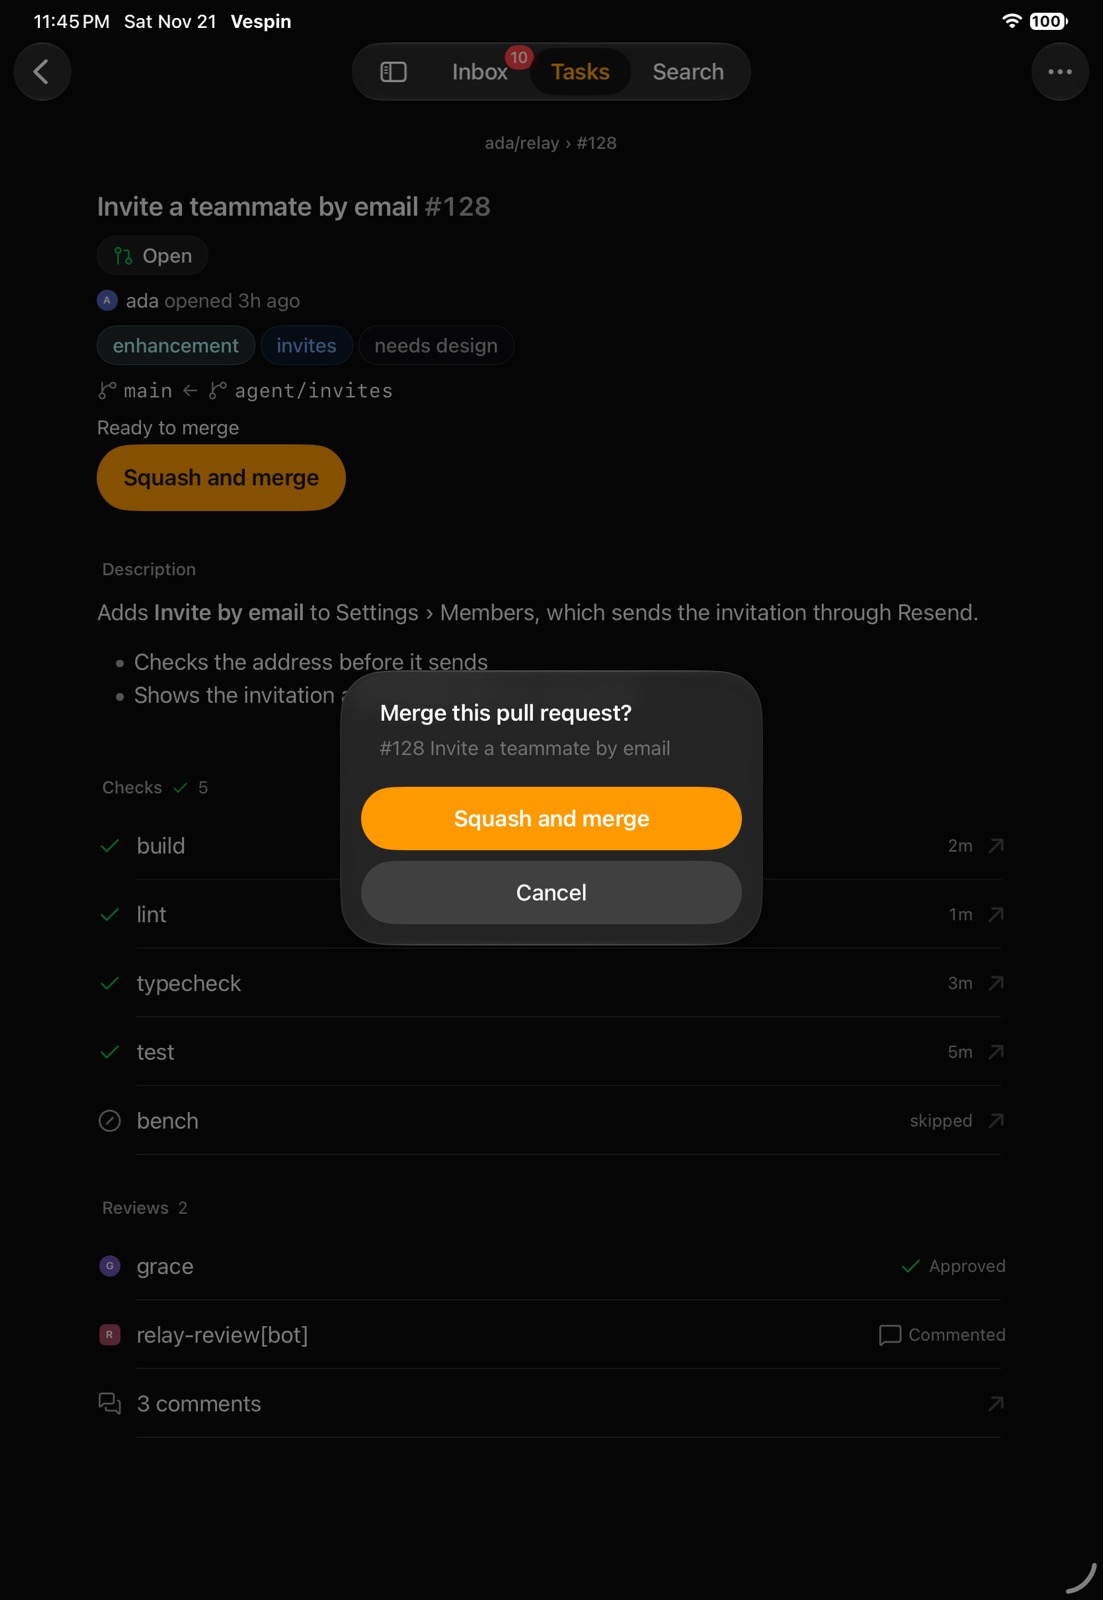 11:45 PM Sat Nov 21 Vespin
100
Inbox 10 Tasks Search
ada/relay › #128
Invite a teammate by email #128
Open
A ada opened 3h ago
enhancement invites needs design
main ← agent/invites
Ready to merge
Squash and merge
Description
Adds Invite by email to Settings › Members, which sends the invitation through Resend.
• Checks the address before it sends
• Shows the invitation
Merge this pull request?
#128 Invite a teammate by email
Squash and merge
Cancel
Checks 5
build 2m
lint 1m
typecheck 3m
test 5m
bench skipped
Reviews 2
G grace Approved
R relay-review[bot] Commented
3 comments